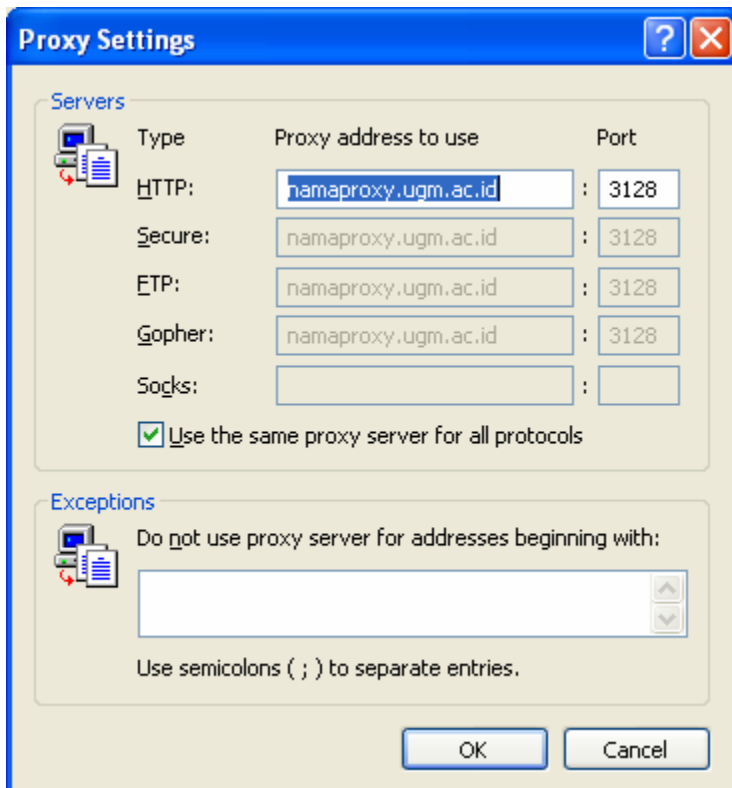 Proxy Settings
Servers
Type Proxy address to use Port
HTTP: namaproxy.ugm.ac.id : 3128
Secure: namaproxy.ugm.ac.id : 3128
FTP: namaproxy.ugm.ac.id : 3128
Gopher: namaproxy.ugm.ac.id : 3128
Socks: :
Use the same proxy server for all protocols
Exceptions
Do not use proxy server for addresses beginning with:
Use semicolons ( ; ) to separate entries.
OK Cancel